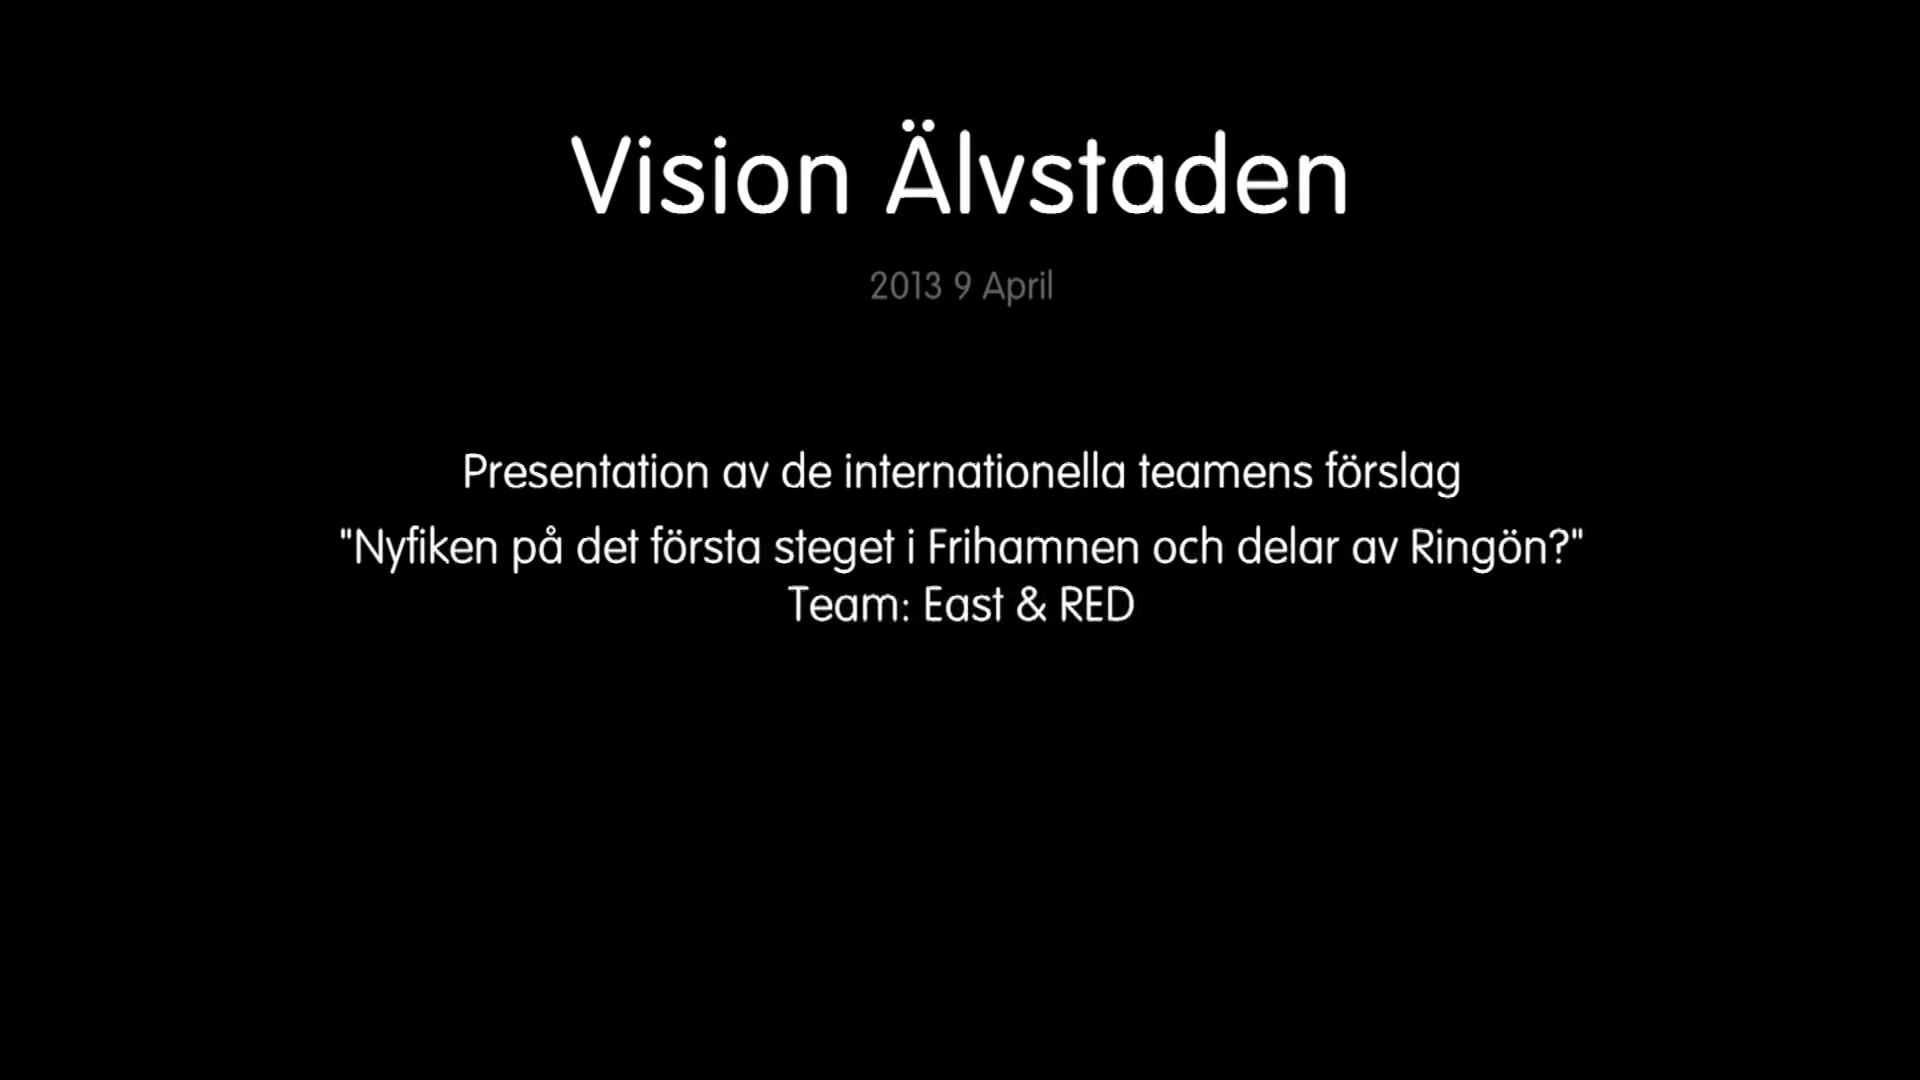 Vision Älvstaden
2013 9 April
Presentation av de internationella teamens förslag
"Nyfiken på det första steget i Frihamnen och delar av Ringön?"
Team: East & RED